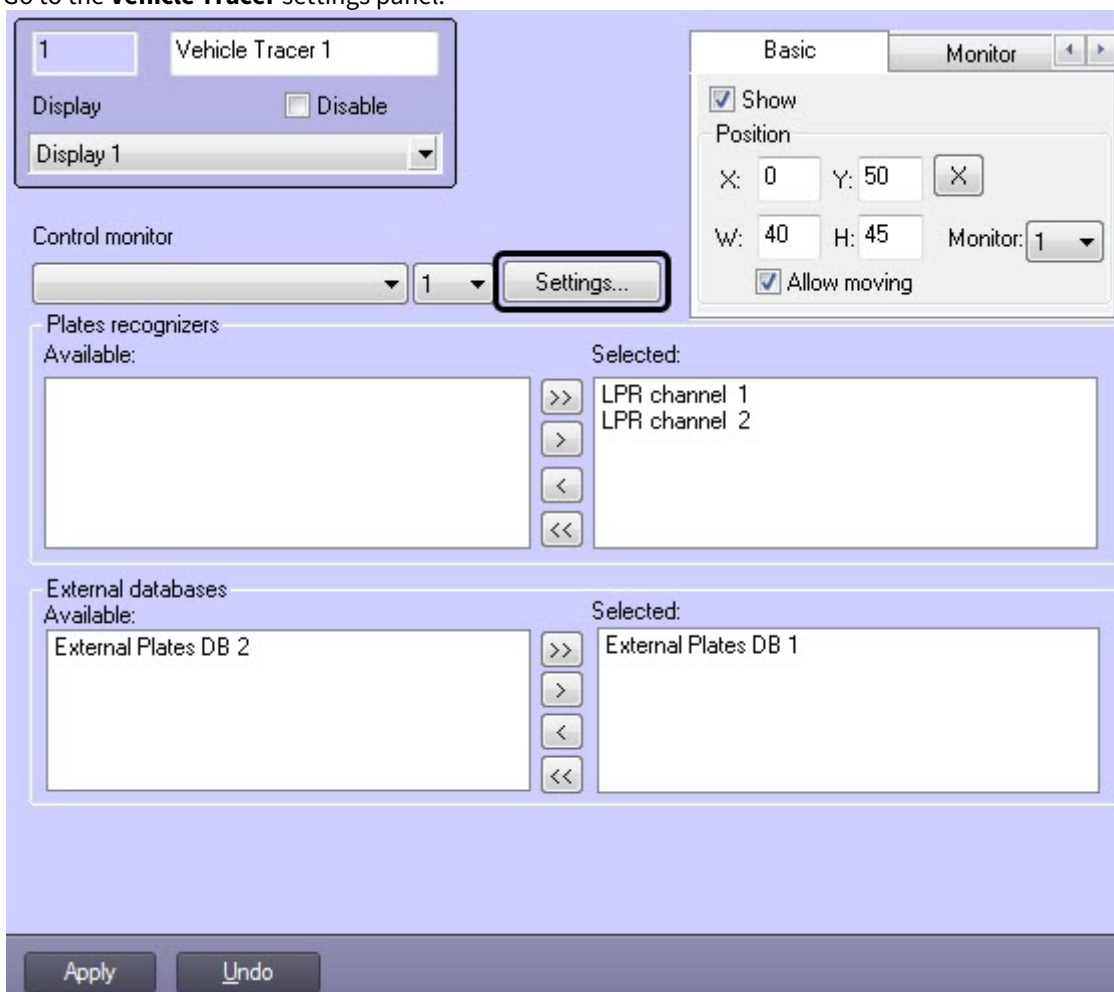 Go to the Vehicle Tracer settings panel.
1 Vehicle Tracer 1
Display Disable
Display 1
Basic Monitor
Show
Position
X: 0 Y: 50 X
W: 40 H: 45 Monitor: 1
Allow moving
Control monitor
1 Settings...
Plates recognizers
Available: Selected:
>> LPR channel 1
LPR channel 2
>
<
<<
External databases
Available: Selected:
External Plates DB 2 >> External Plates DB 1
>
<
<<
Apply Undo